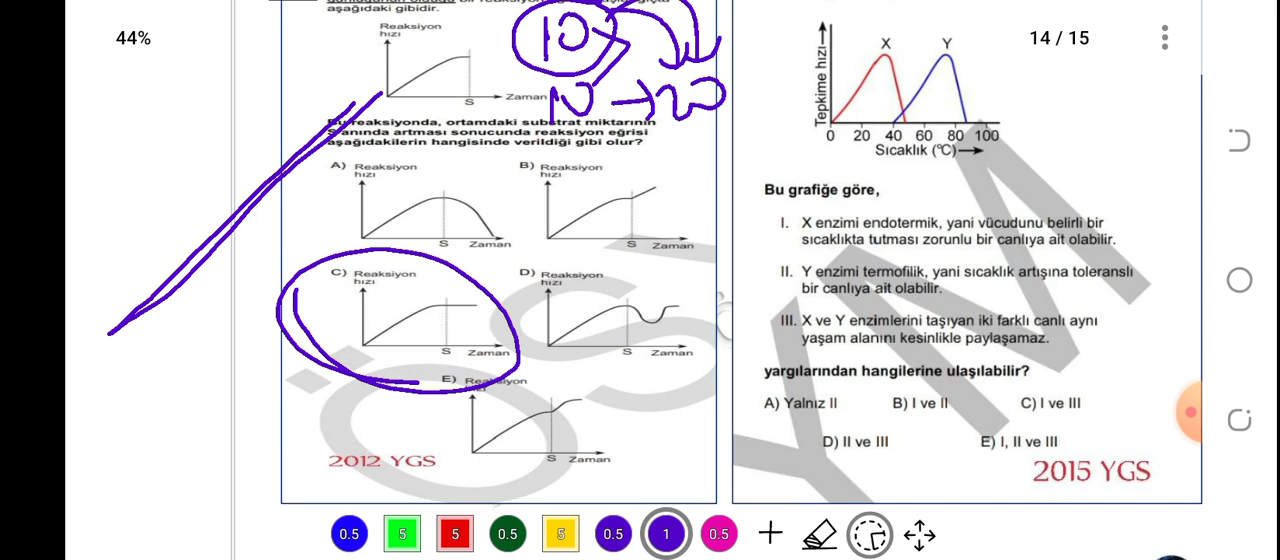 44%
14 / 15
aşağıdaki gibidir.
Reaksiyon
hızı
S
Zaman
10
10 → 20
Bu reaksiyonda, ortamdaki substrat miktarının
S anında artması sonucunda reaksiyon eğrisi
aşağıdakilerin hangisinde verildiği gibi olur?
A) Reaksiyon
hızı
S
Zaman
B) Reaksiyon
hızı
S
Zaman
C) Reaksiyon
hızı
S
Zaman
D) Reaksiyon
hızı
S
Zaman
E) Reaksiyon
hızı
S
Zaman
2012 YGS
Tepkime hızı
X
Y
0 20 40 60 80 100
Sıcaklık (°C)
Bu grafiğe göre,
I. X enzimi endotermik, yani vücudunu belirli bir
sıcaklıkta tutması zorunlu bir canlıya ait olabilir.
II. Y enzimi termofilik, yani sıcaklık artışına toleranslı
bir canlıya ait olabilir.
III. X ve Y enzimlerini taşıyan iki farklı canlı aynı
yaşam alanını kesinlikle paylaşamaz.
yargılarından hangilerine ulaşılabilir?
A) Yalnız II B) I ve II C) I ve III
D) II ve III E) I, II ve III
2015 YGS
ÖSYM
0.5 5 5 0.5 5 0.5 1 0.5